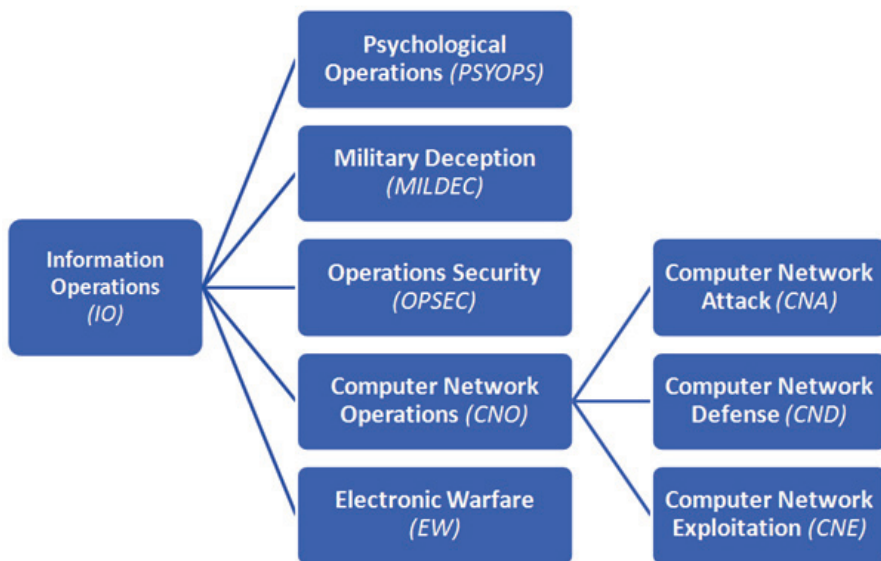 Psychological
Operations (PSYOPS)
Military Deception
(MILDEC)
Information
Operations
(IO)
Operations Security
(OPSEC)
Computer Network
Operations (CNO)
Electronic Warfare
(EW)
Computer Network
Attack (CNA)
Computer Network
Defense (CND)
Computer Network
Exploitation (CNE)